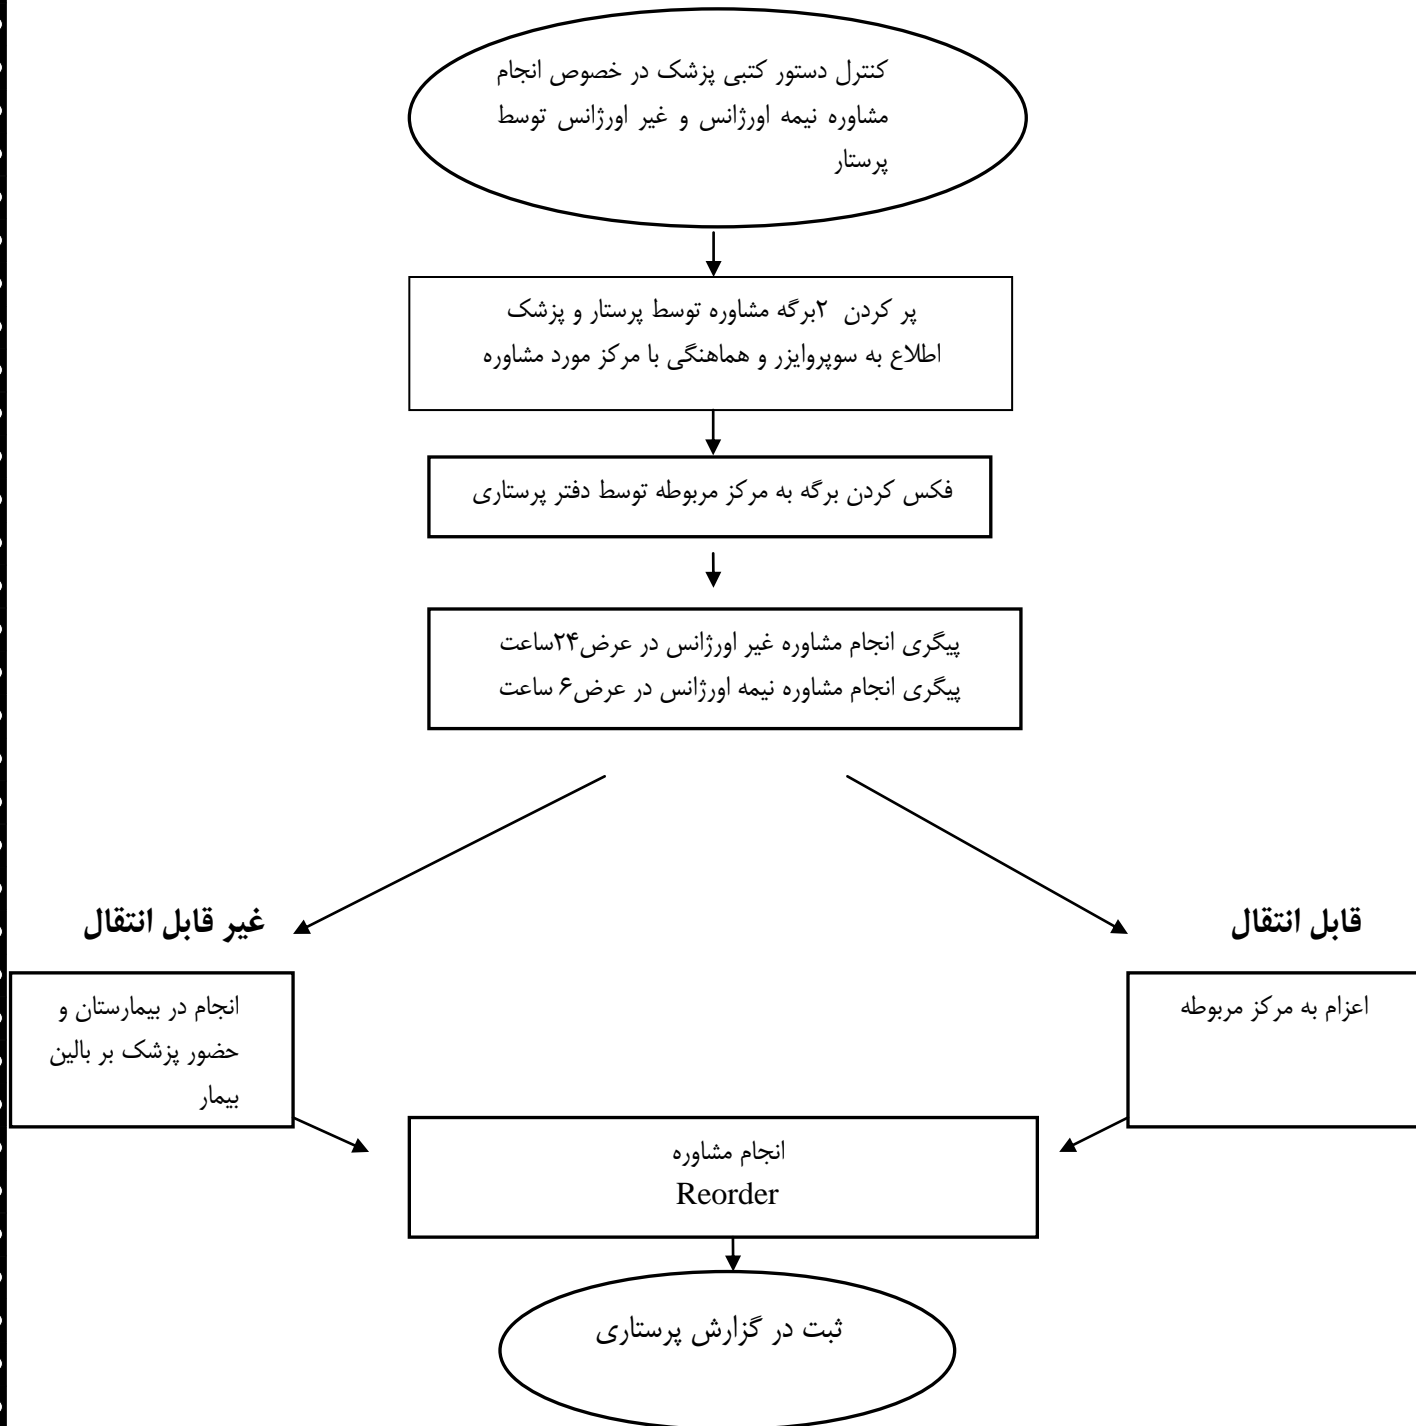 کنترل دستور کتبی پزشک در خصوص انجام
مشاوره نیمه اورژانس و غیر اورژانس توسط
پرستار
پر کردن ۲برگه مشاوره توسط پرستار و پزشک
اطلاع به سوپروایزر و هماهنگی با مرکز مورد مشاوره
فکس کردن برگه به مرکز مربوطه توسط دفتر پرستاری
پیگری انجام مشاوره غیر اورژانس در عرض۲۴ساعت
پیگری انجام مشاوره نیمه اورژانس در عرض۶ ساعت
قابل انتقال
غیر قابل انتقال
اعزام به مرکز مربوطه
انجام در بیمارستان و
حضور پزشک بر بالین
بیمار
انجام مشاوره
Reorder
ثبت در گزارش پرستاری